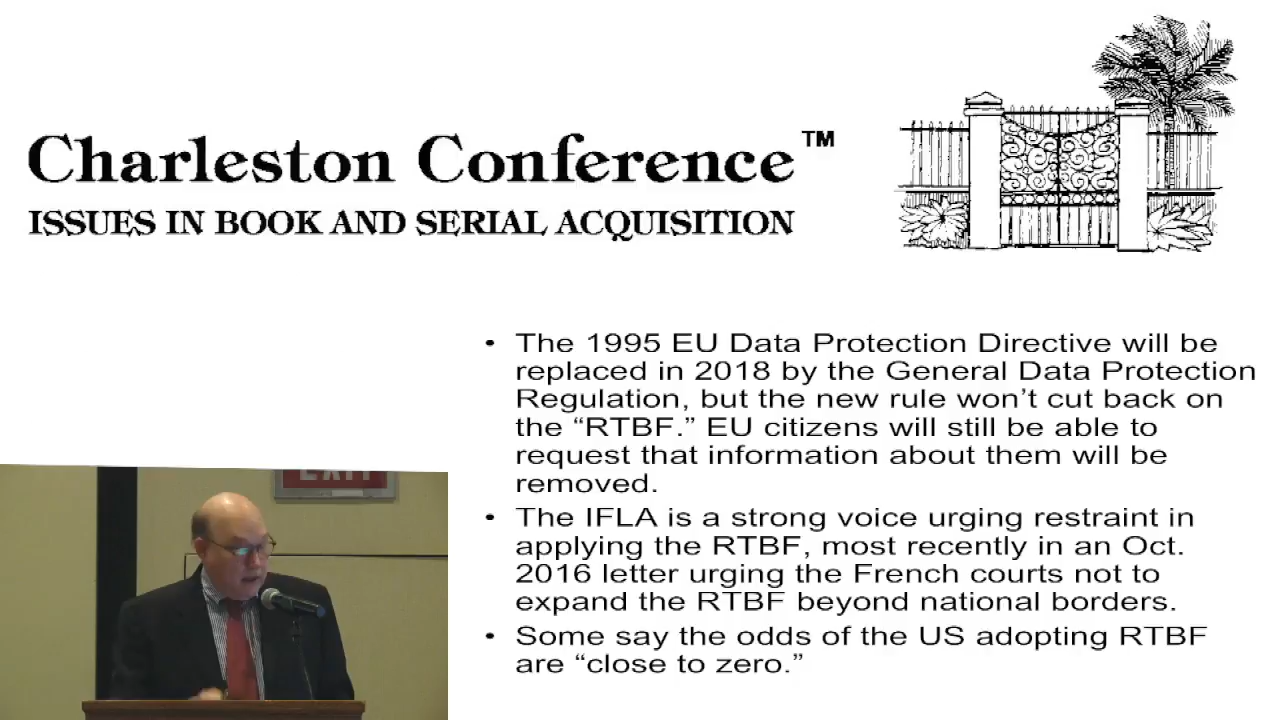 Charleston Conference™
ISSUES IN BOOK AND SERIAL ACQUISITION
• The 1995 EU Data Protection Directive will be
replaced in 2018 by the General Data Protection
Regulation, but the new rule won’t cut back on
the “RTBF.” EU citizens will still be able to
request that information about them will be
removed.
• The IFLA is a strong voice urging restraint in
applying the RTBF, most recently in an Oct.
2016 letter urging the French courts not to
expand the RTBF beyond national borders.
• Some say the odds of the US adopting RTBF
are “close to zero.”
EXIT